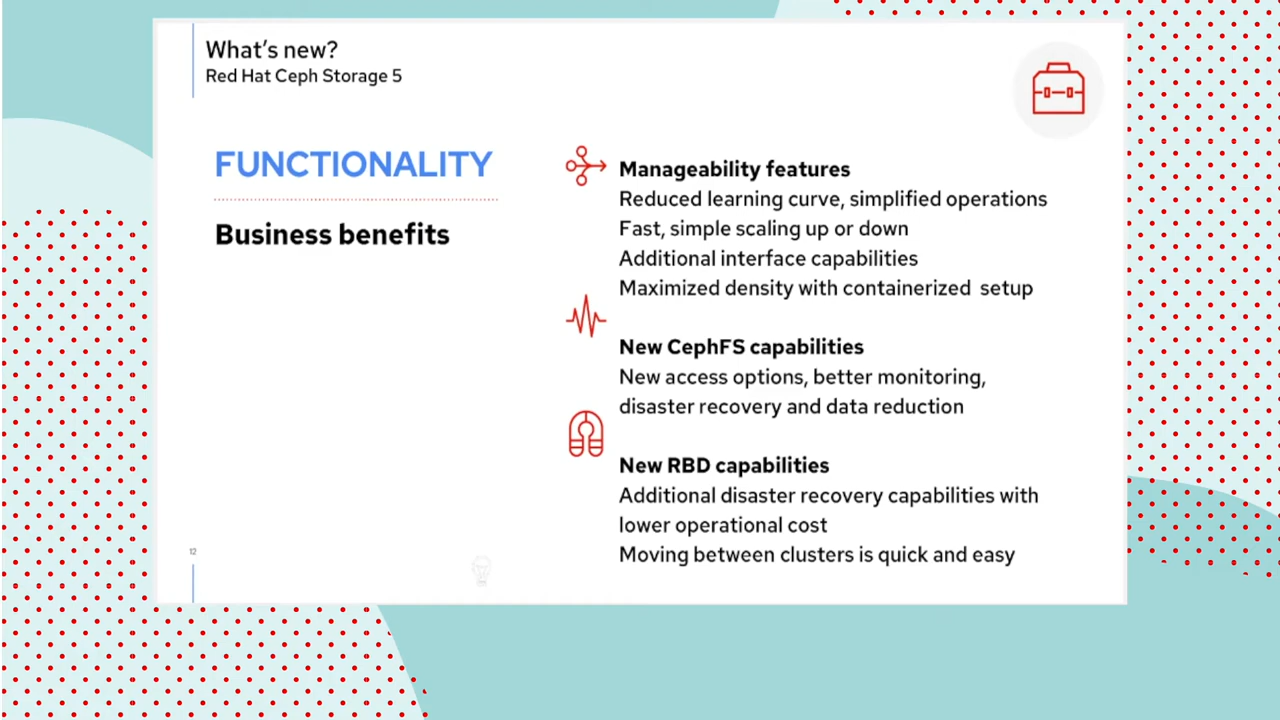 What's new?
Red Hat Ceph Storage 5
FUNCTIONALITY
Business benefits
Manageability features
Reduced learning curve, simplified operations
Fast, simple scaling up or down
Additional interface capabilities
Maximized density with containerized setup
New CephFS capabilities
New access options, better monitoring,
disaster recovery and data reduction
New RBD capabilities
Additional disaster recovery capabilities with
lower operational cost
Moving between clusters is quick and easy
12